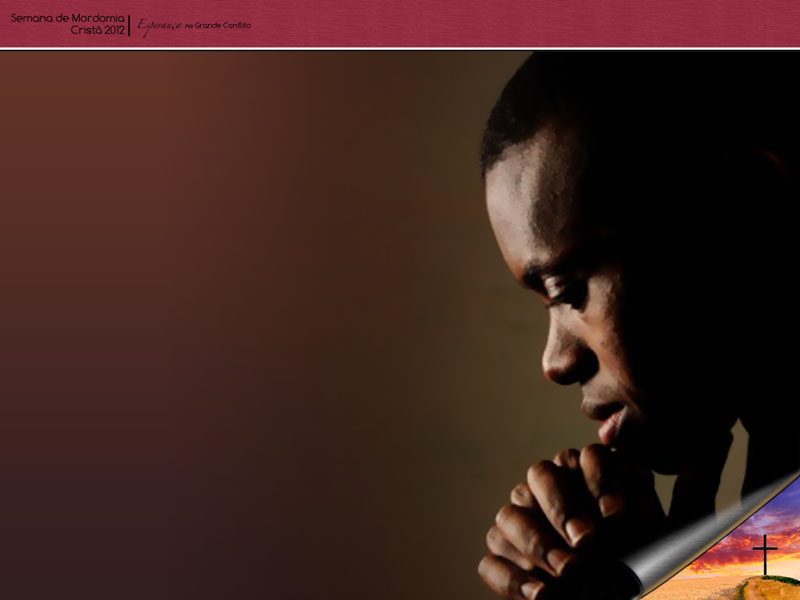 Semana de Mordomia
Cristã 2012
Esperança no Grande Conflito